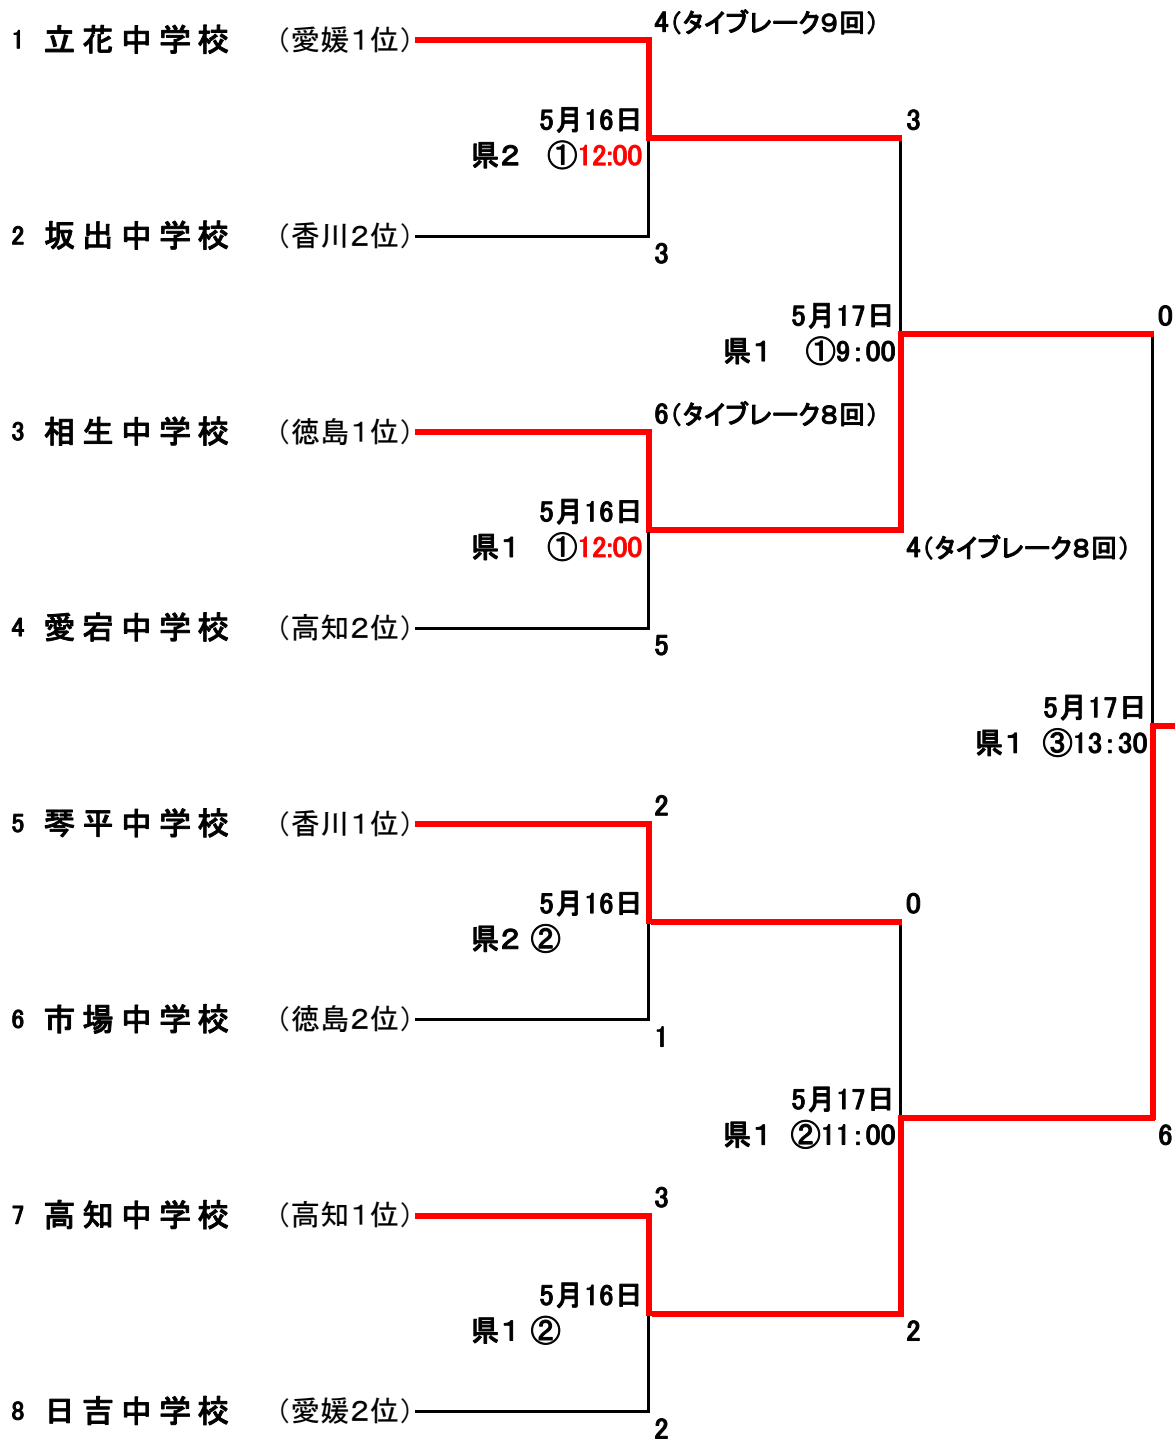 4(タイブレーク９回)
1 立花中学校 (愛媛１位)
5月16日
3
県２ ①12:00
2 坂出中学校 (香川２位)
3
5月17日
0
県１ ①9:00
6(タイブレーク８回)
3 相生中学校 (徳島１位)
5月16日
県１ ①12:00
4(タイブレーク８回)
4 愛宕中学校 (高知２位)
5
5月17日
県１ ③13:30
2
5 琴平中学校 (香川１位)
5月16日
0
県２ ②
6 市場中学校 (徳島２位)
1
5月17日
県１ ②11:00
6
3
7 高知中学校 (高知１位)
5月16日
県１ ②
2
8 日吉中学校 (愛媛２位)
2